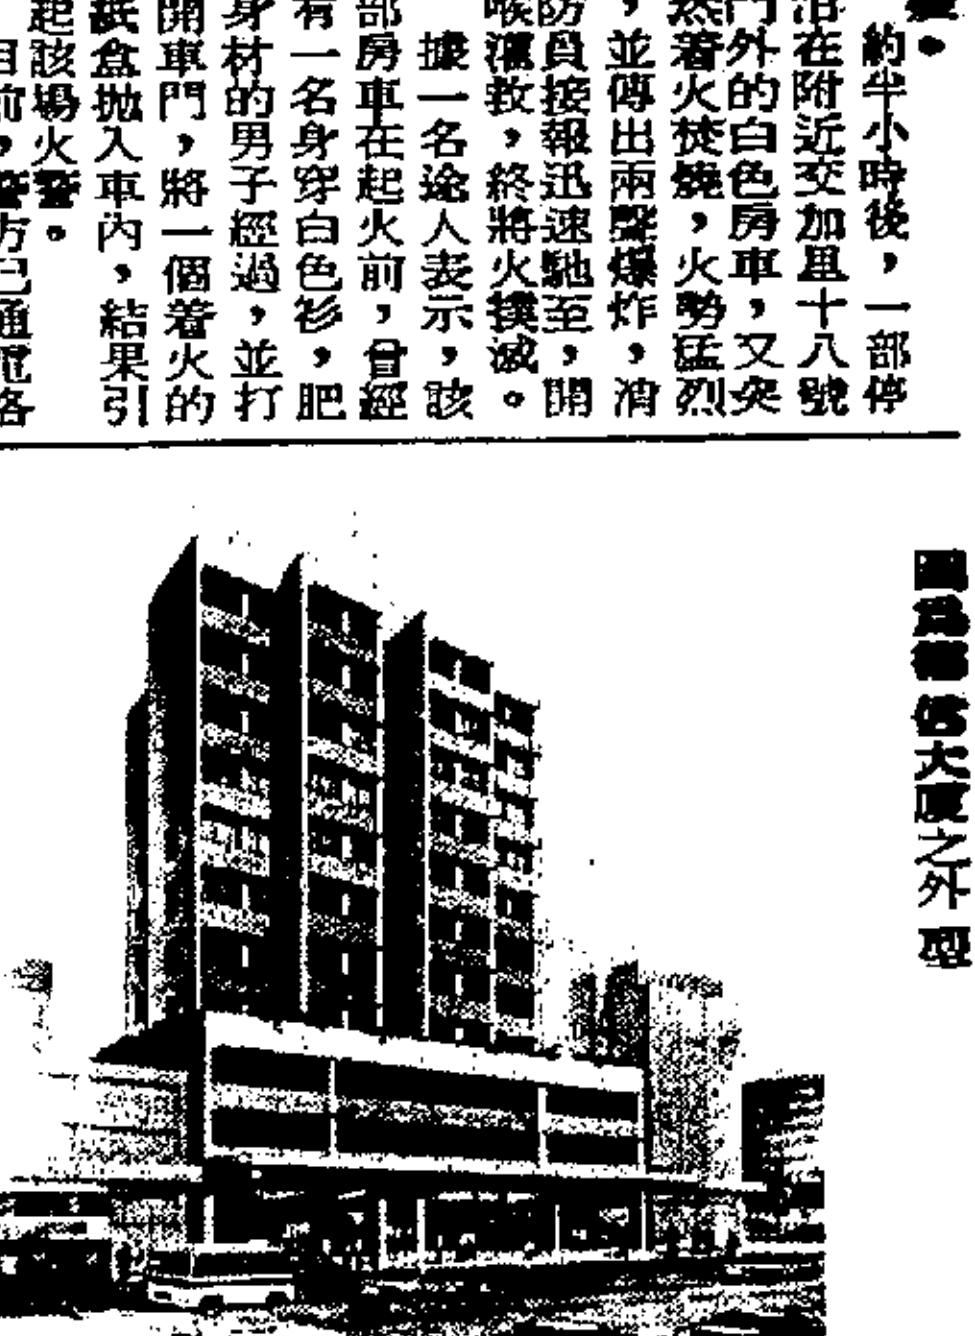 約半小時後，一部停
泊在附近交加里十八號
門外的白色房車，又突
然着火焚燒，火勢猛烈
，並傳出兩聲爆炸，消
防員接報迅速馳至，開
喉灌救，終將火撲滅。
據一名途人表示，該
部房車在起火前，曾經
有一名身穿白色衫，肥
身材的男子經過，並打
開車門，將一個着火的
紙盒拋入車內，結果引
起該場火警。
目前，警方已通電各
圖為 信大廈之外型